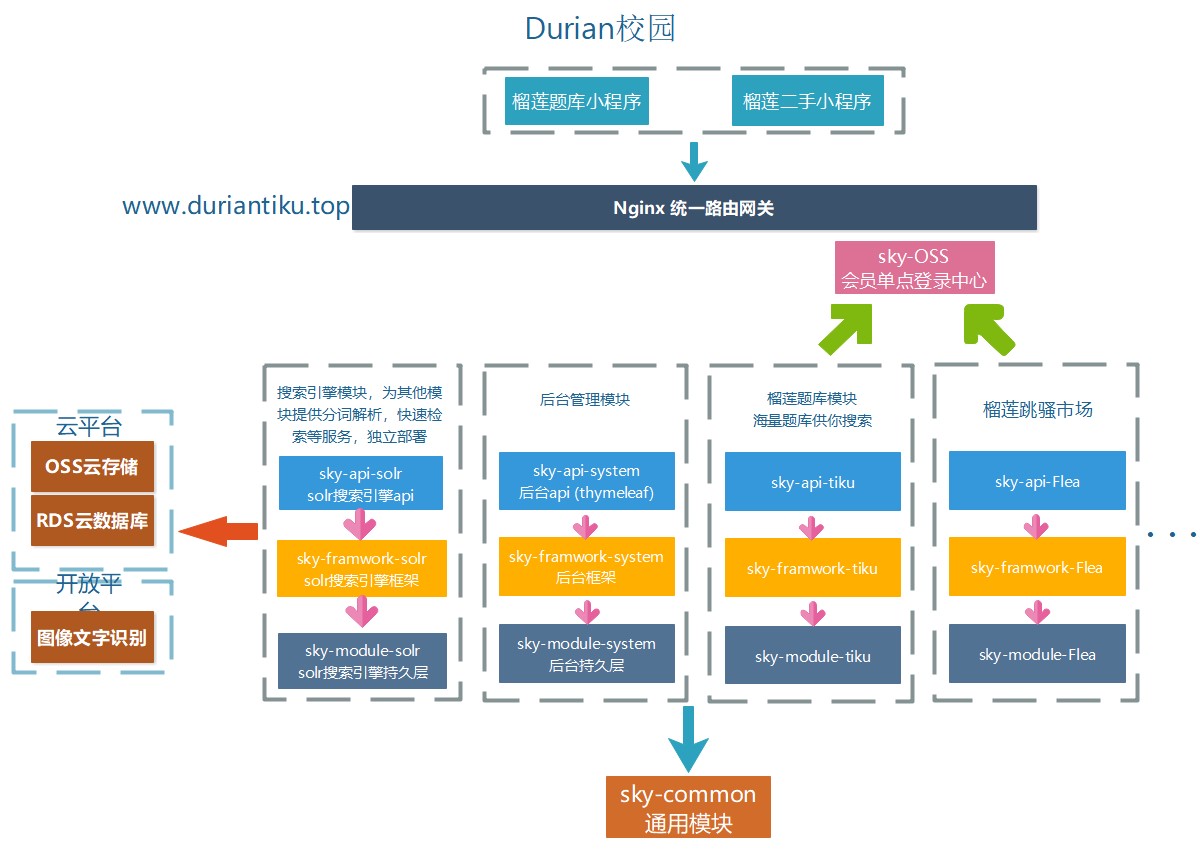 Durian校园
榴莲题库小程序
榴莲二手小程序
www.duriantiku.top
Nginx 统一路由网关
sky-OSS
会员单点登录中心
云平台
OSS云存储
RDS云数据库
开放平
台
图像文字识别
搜索引擎模块，为其他模
块提供分词解析，快速检
索等服务，独立部署
sky-api-solr
solr搜索引擎api
sky-framwork-solr
solr搜索引擎框架
sky-module-solr
solr搜索引擎持久层
后台管理模块
sky-api-system
后台api (thymeleaf)
sky-framwork-system
后台框架
sky-module-system
后台持久层
榴莲题库模块
海量题库供你搜索
sky-api-tiku
sky-framwork-tiku
sky-module-tiku
榴莲跳骚市场
sky-api-Flea
sky-framwork-Flea
sky-module-Flea
· · · ·
sky-common
通用模块